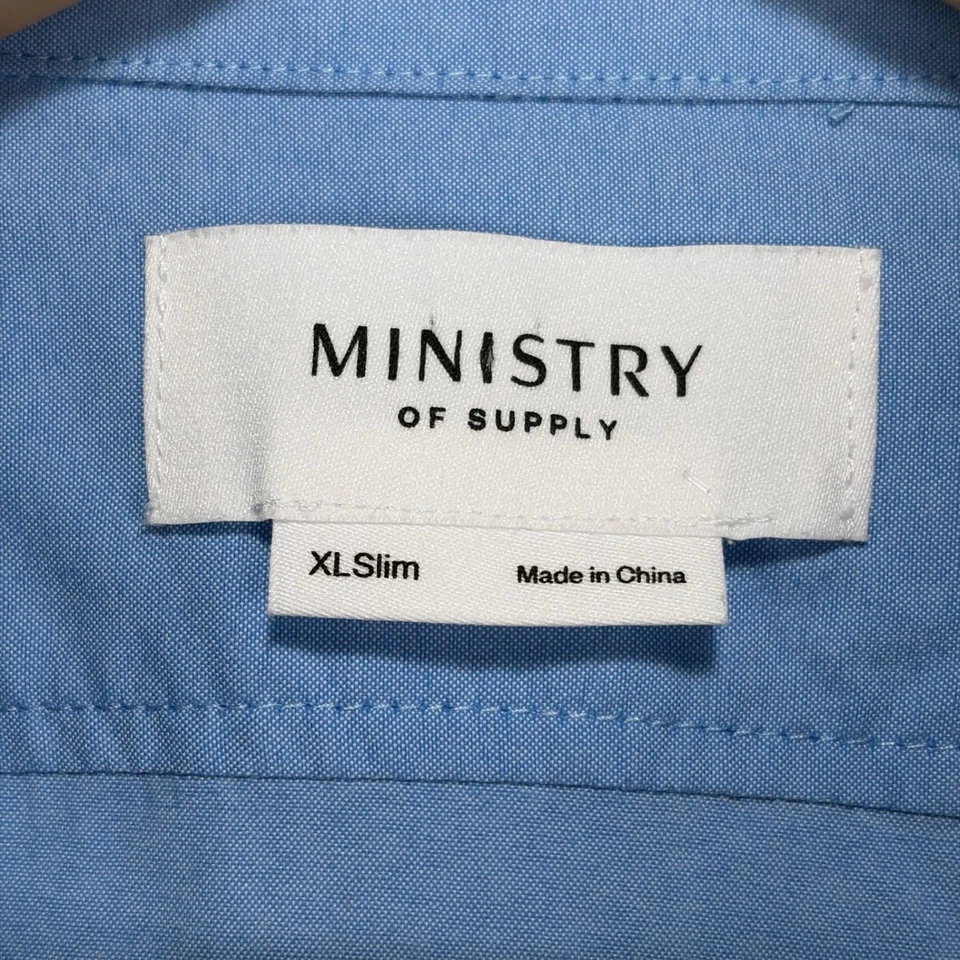 MINISTRY
OF SUPPLY
XLSlim Made in China